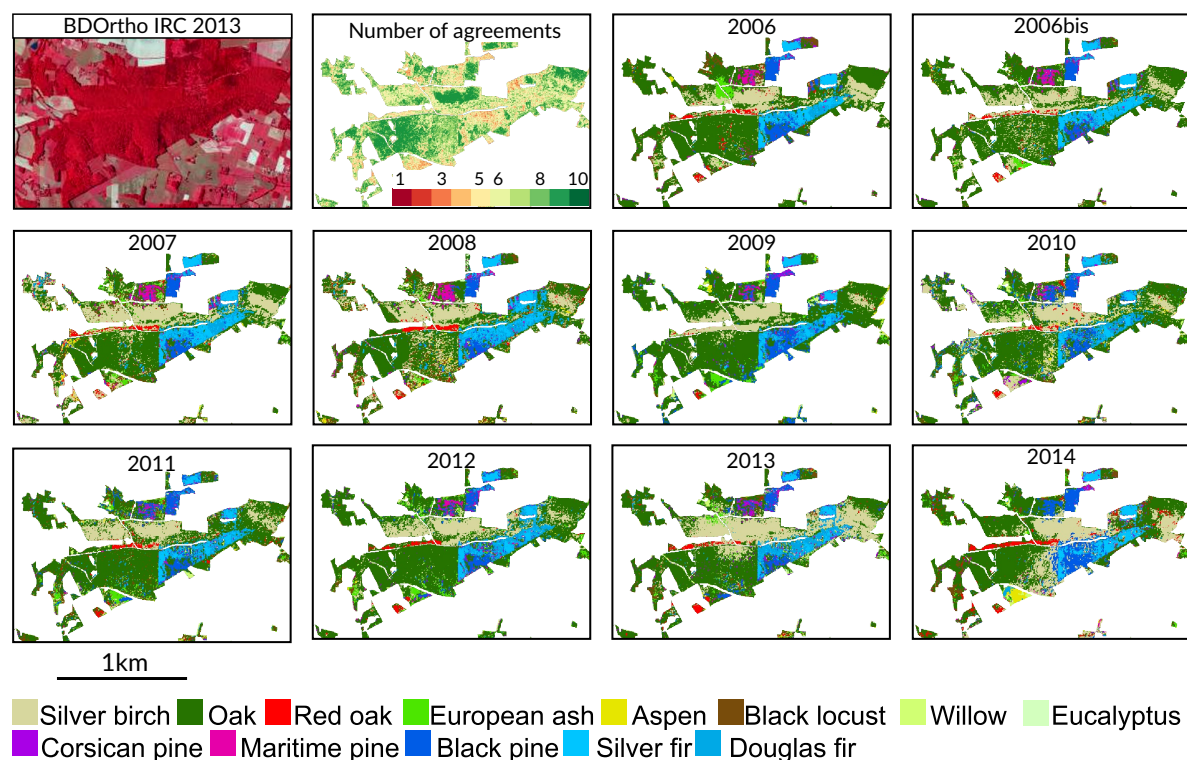 BDOrtho IRC 2013
Number of agreements
2006
2006bis
1 3 5 6 8 10
2007
2008
2009
2010
2011
2012
2013
2014
1km
Silver birch Oak Red oak European ash Aspen Black locust Willow Eucalyptus
Corsican pine Maritime pine Black pine Silver fir Douglas fir